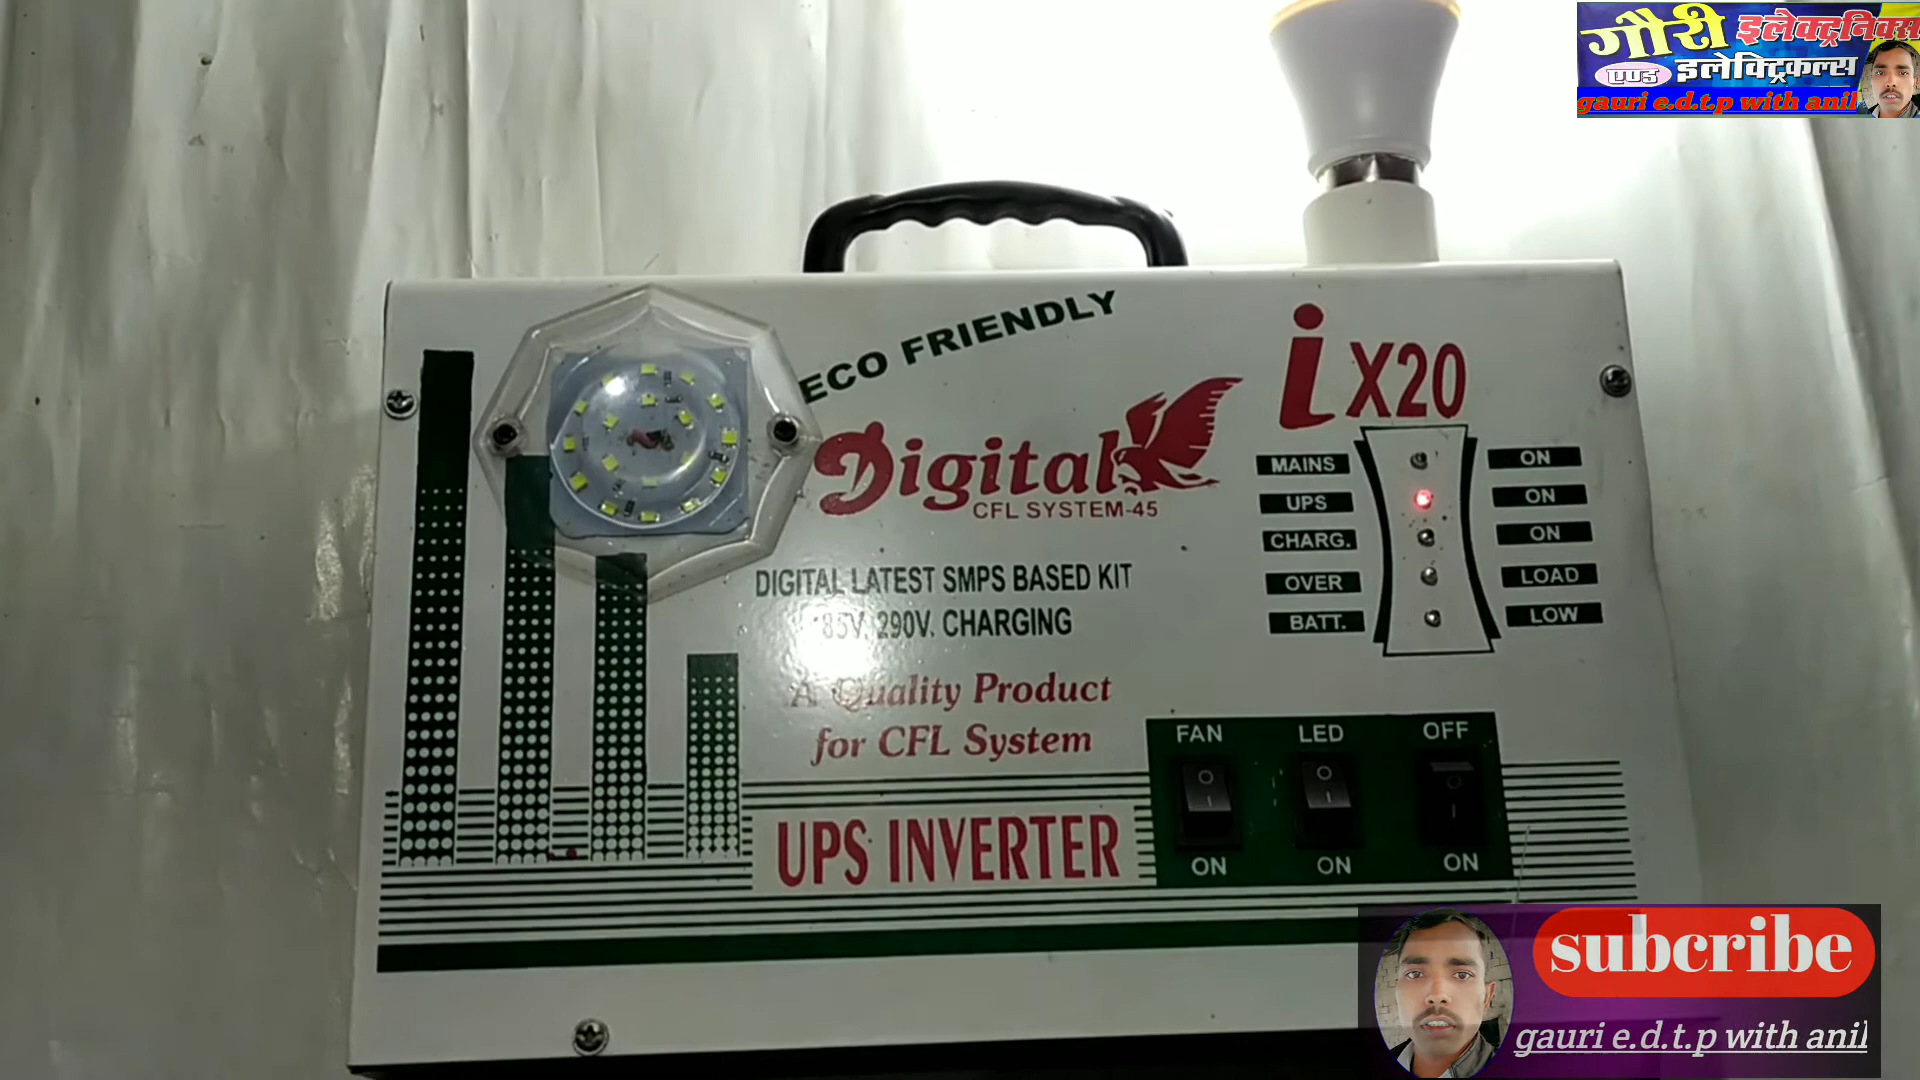 गौरी इलेक्ट्रनिक्स
एण्ड इलेक्ट्रिकल्स
gauri e.d.t.p with anil
ECO FRIENDLY
i X20
Digital
CFL SYSTEM-45
MAINS ON
UPS ON
CHARG. ON
OVER LOAD
BATT. LOW
DIGITAL LATEST SMPS BASED KIT
85V. 290V. CHARGING
A Quality Product
for CFL System
FAN LED OFF
ON ON ON
UPS INVERTER
subcribe
gauri e.d.t.p with anil